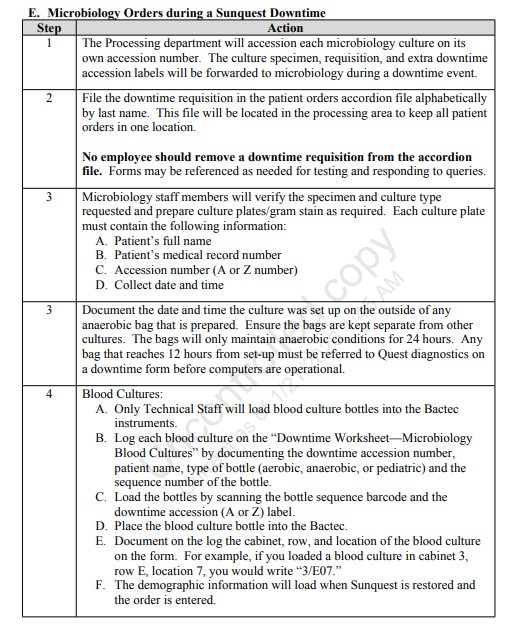 E. Microbiology Orders during a Sunquest Downtime
Step Action
1 The Processing department will accession each microbiology culture on its
own accession number. The culture specimen, requisition, and extra downtime
accession labels will be forwarded to microbiology during a downtime event.
2 File the downtime requisition in the patient orders accordion file alphabetically
by last name. This file will be located in the processing area to keep all patient
orders in one location.
No employee should remove a downtime requisition from the accordion
file. Forms may be referenced as needed for testing and responding to queries.
3 Microbiology staff members will verify the specimen and culture type
requested and prepare culture plates/gram stain as required. Each culture plate
must contain the following information:
A. Patient's full name
B. Patient's medical record number
C. Accession number (A or Z number)
D. Collect date and time
3 Document the date and time the culture was set up on the outside of any
anaerobic bag that is prepared. Ensure the bags are kept separate from other
cultures. The bags will only maintain anaerobic conditions for 24 hours. Any
bag that reaches 12 hours from set-up must be referred to Quest diagnostics on
a downtime form before computers are operational.
4 Blood Cultures:
A. Only Technical Staff will load blood culture bottles into the Bactec
instruments.
B. Log each blood culture on the “Downtime Worksheet—Microbiology
Blood Cultures” by documenting the downtime accession number,
patient name, type of bottle (aerobic, anaerobic, or pediatric) and the
sequence number of the bottle.
C. Load the bottles by scanning the bottle sequence barcode and the
downtime accession (A or Z) label.
D. Place the blood culture bottle into the Bactec.
E. Document on the log the cabinet, row, and location of the blood culture
on the form. For example, if you loaded a blood culture in cabinet 3,
row E, location 7, you would write “3/E07.”
F. The demographic information will load when Sunquest is restored and
the order is entered.
Uncontrolled copy